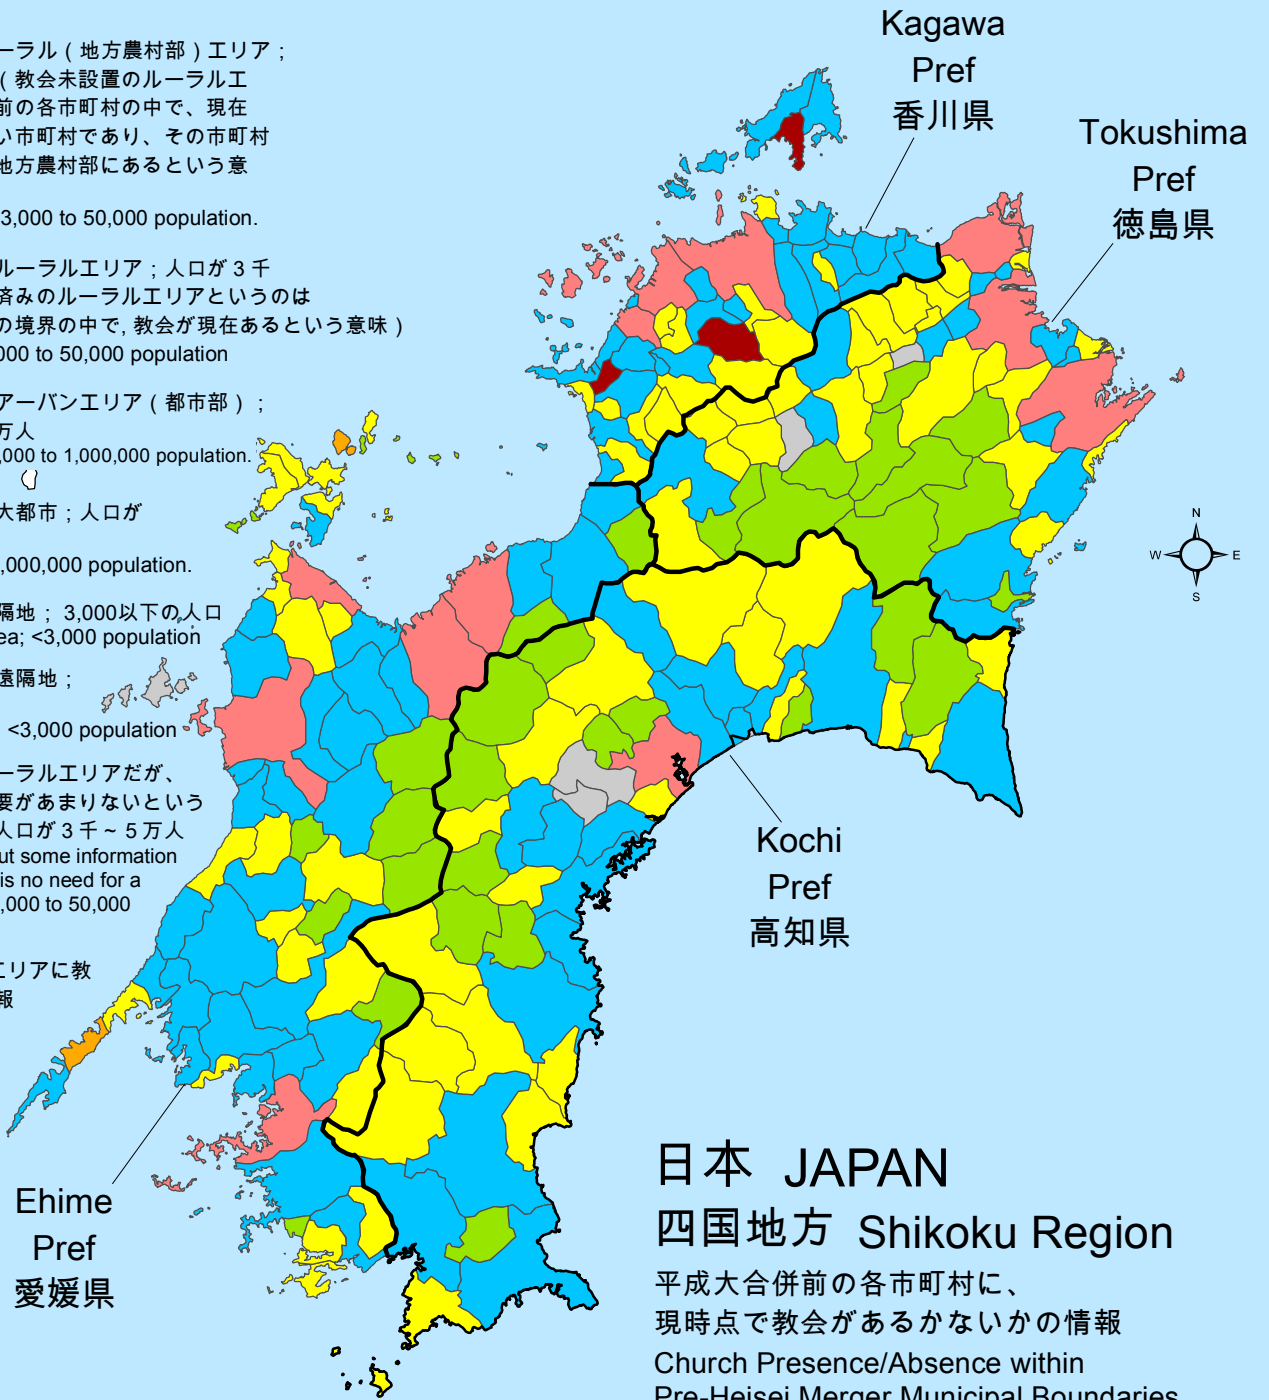 ーラル ( 地方農村部 ) エリア ;
( 教会未設置のルーラルエ
前の各市町村の中で、現在
い市町村であり、その市町村
地方農村部にあるという意
3,000 to 50,000 population.
ルーラルエリア ; 人口が 3 千
済みのルーラルエリアというのは
の境界の中で, 教会が現在あるという意味 )
000 to 50,000 population
アーバンエリア ( 都市部 ) ;
万人
,000 to 1,000,000 population.
大都市 ; 人口が
,000,000 population.
隔地 ; 3,000以下の人口
ea; <3,000 population
遠隔地 ;
<3,000 population
ーラルエリアだが、
要があまりないという
人口が 3 千 ~ 5 万人
ut some information
is no need for a
,000 to 50,000
エリアに教
報
Kagawa
Pref
香川県
Tokushima
Pref
徳島県
N
W
E
S
Kochi
Pref
高知県
Ehime
Pref
愛媛県
日本 JAPAN
四国地方 Shikoku Region
平成大合併前の各市町村に、
現時点で教会があるかないかの情報
Church Presence/Absence within
Pre-Heisei Merger Municipal Boundaries